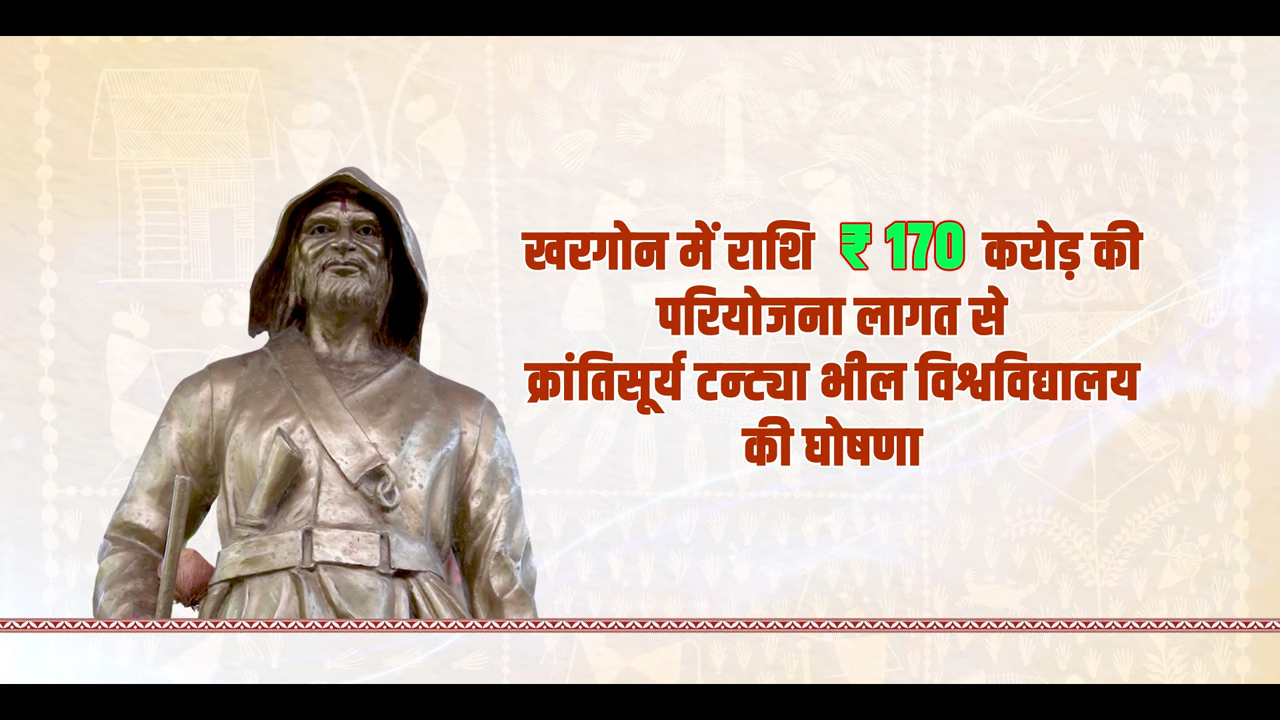 खरगोन में राशि ₹ 170 करोड़ की
परियोजना लागत से
क्रांतिसूर्य टन्ट्या भील विश्वविद्यालय
की घोषणा